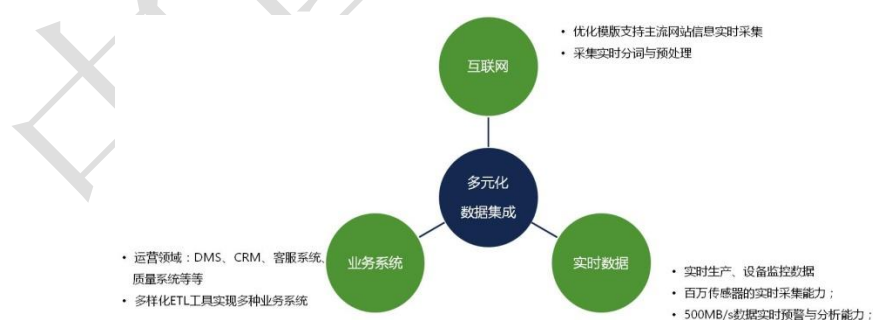 • 优化模版支持主流网站信息实时采集
• 采集实时分词与预处理
互联网
多元化
数据集成
业务系统
• 运营领域：DMS、CRM、客服系统、
质量系统等等
• 多样化ETL工具实现多种业务系统
实时数据
• 实时生产、设备监控数据
• 百万传感器的实时采集能力；
• 500MB/s数据实时预警与分析能力；